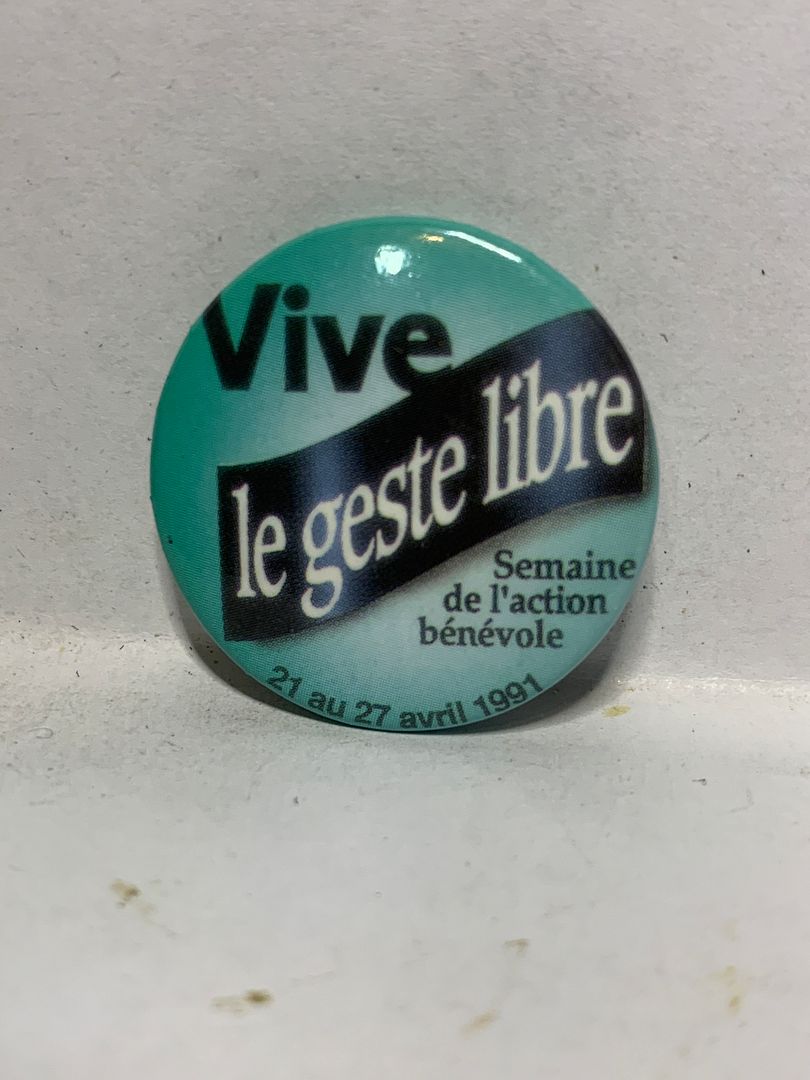 Vive
le geste libre
Semaine
de l'action
bénévole
21 au 27 avril 1991